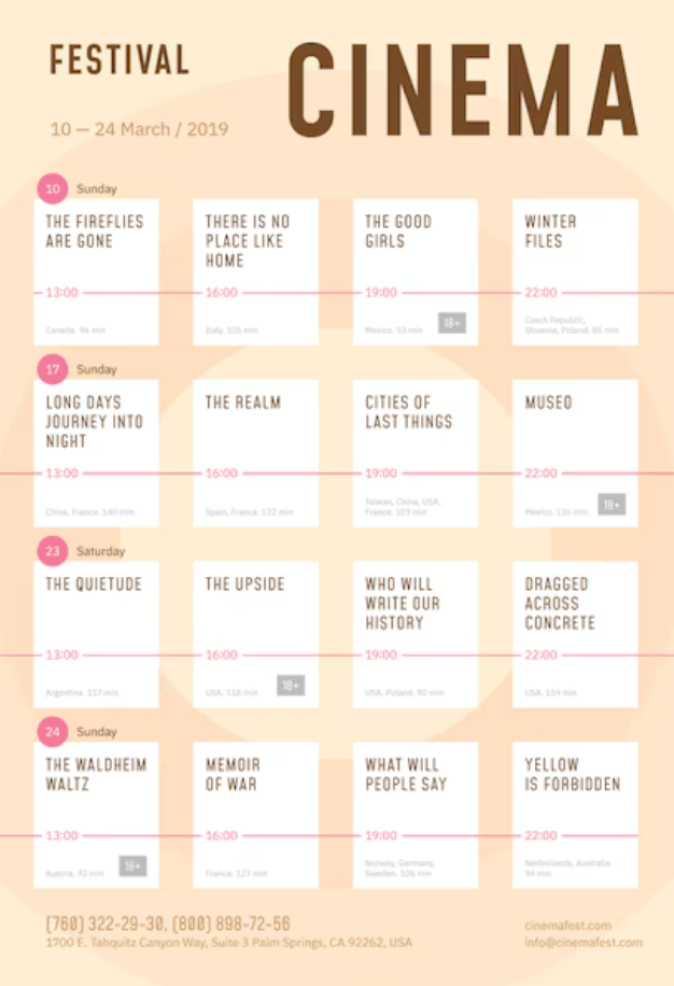 FESTIVAL
CINEMA
10 — 24 March / 2019
10 Sunday
THE FIREFLIES
ARE GONE
13:00
Canada. 96 min
THERE IS NO
PLACE LIKE
HOME
16:00
Italy. 105 min
THE GOOD
GIRLS
19:00
Mexico. 93 min
18+
WINTER
FILES
22:00
Czech Republic,
Slovenia, Poland. 85 min
17 Sunday
LONG DAYS
JOURNEY INTO
NIGHT
13:00
China, France. 140 min
THE REALM
16:00
Spain, France. 132 min
CITIES OF
LAST THINGS
19:00
Taiwan, China, USA,
France. 107 min
MUSEO
22:00
Mexico. 126 min
18+
23 Saturday
THE QUIETUDE
13:00
Argentina. 117 min
THE UPSIDE
16:00
USA. 118 min
18+
WHO WILL
WRITE OUR
HISTORY
19:00
USA, Poland. 90 min
DRAGGED
ACROSS
CONCRETE
22:00
USA. 159 min
24 Sunday
THE WALDHEIM
WALTZ
13:00
Austria. 93 min
18+
MEMOIR
OF WAR
16:00
France. 127 min
WHAT WILL
PEOPLE SAY
19:00
Norway, Germany,
Sweden. 106 min
YELLOW
IS FORBIDDEN
22:00
Netherlands, Australia.
94 min
(760) 322-29-30, (800) 898-72-56
1700 E. Tahquitz Canyon Way, Suite 3 Palm Springs, CA 92262, USA
cinemafest.com
info@cinemafest.com